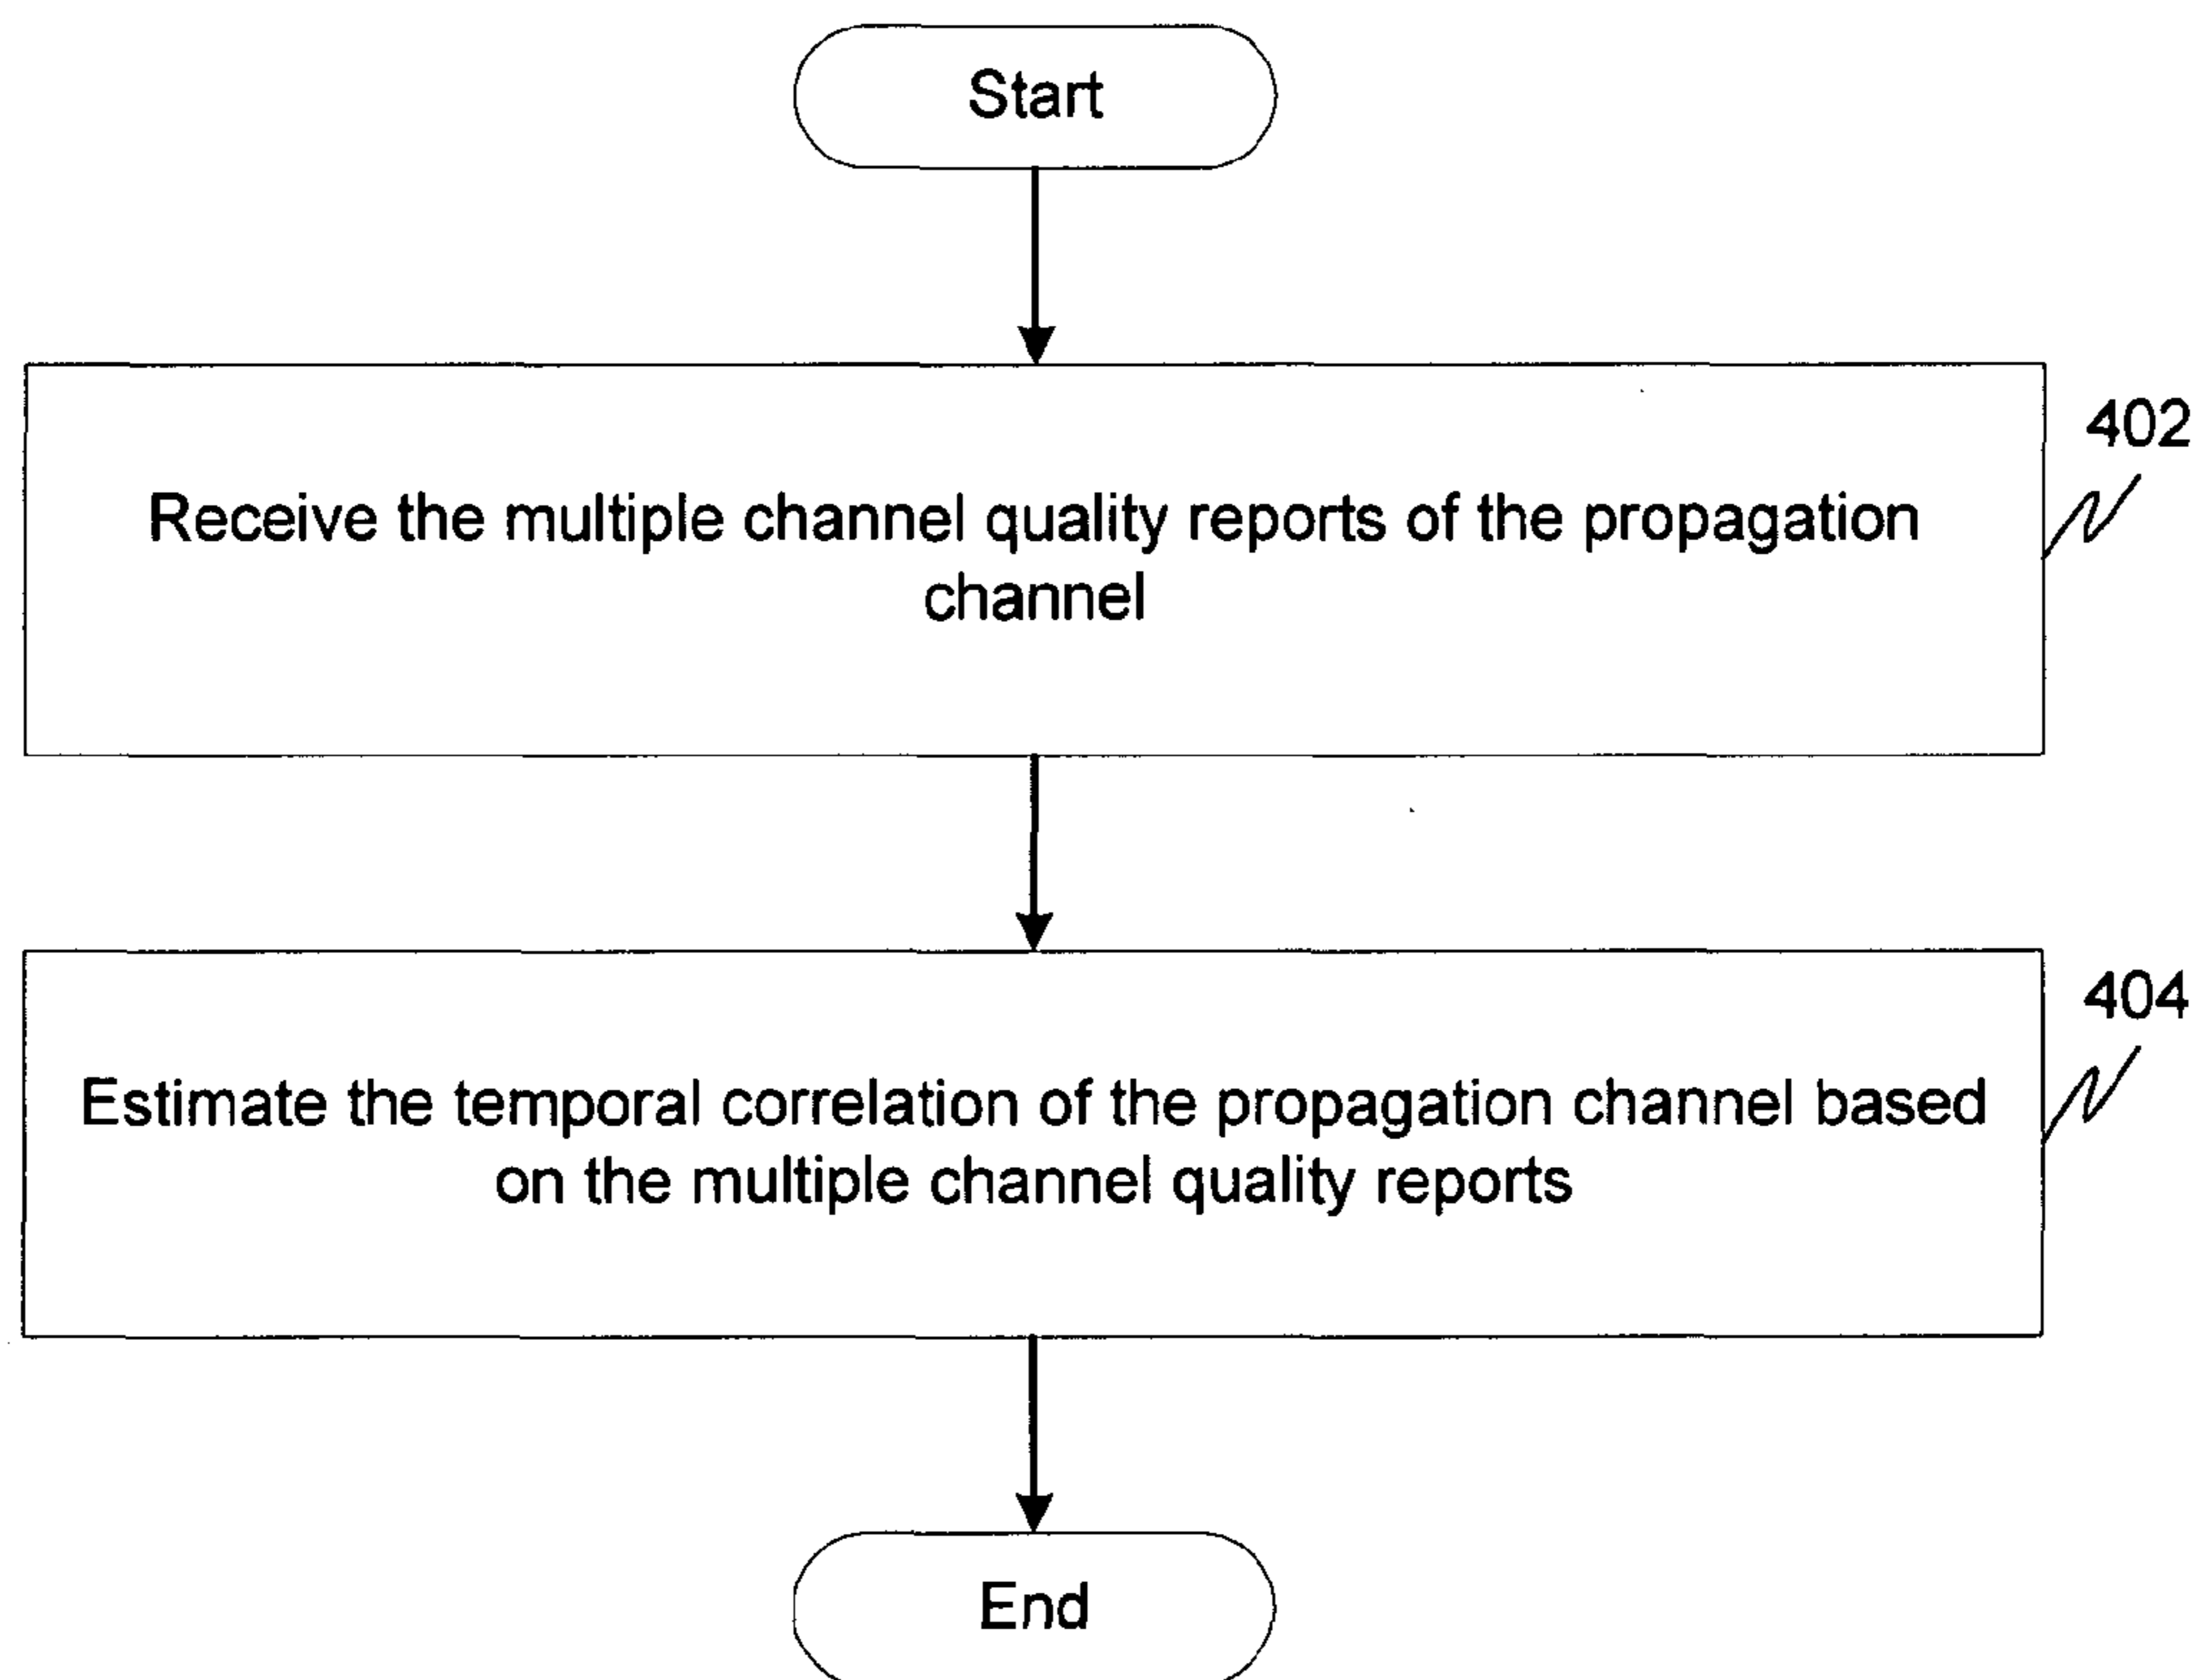 Start
402
Receive the multiple channel quality reports of the propagation
channel
404
Estimate the temporal correlation of the propagation channel based
on the multiple channel quality reports
End